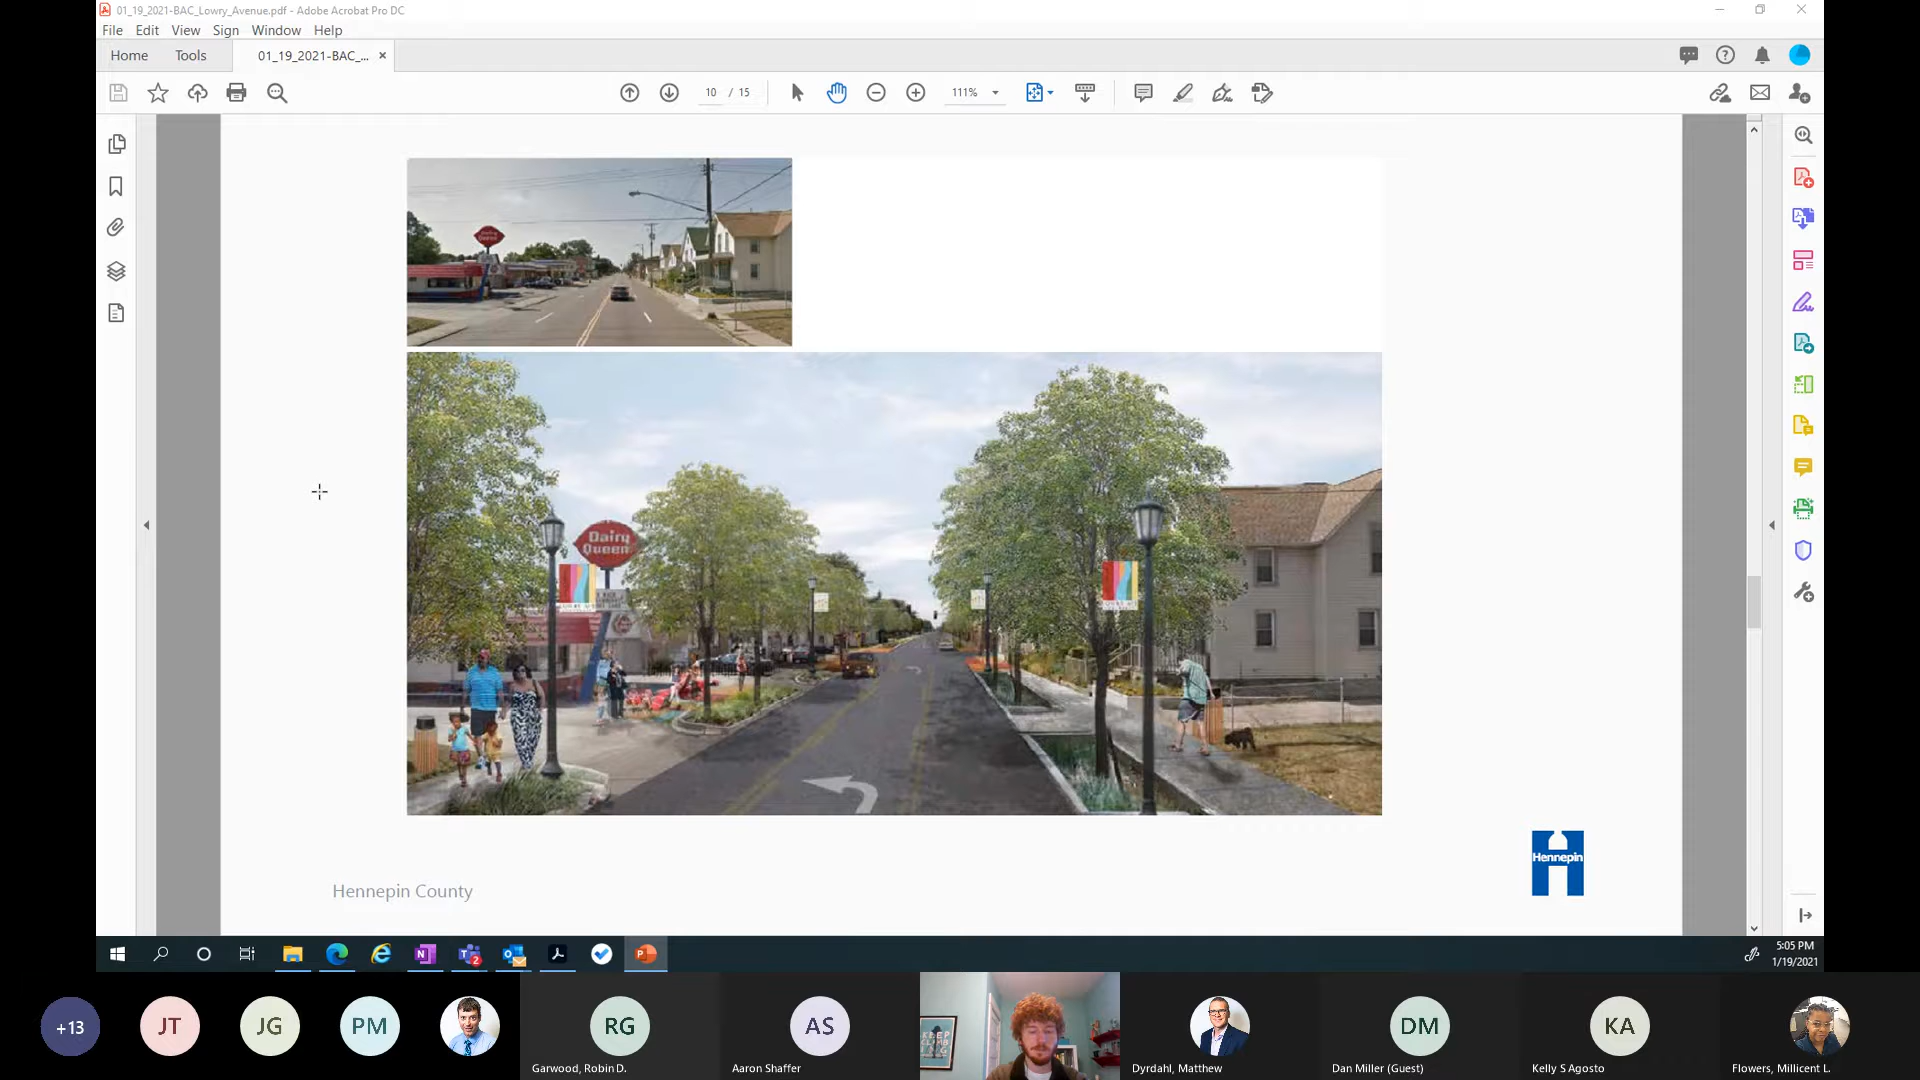 01_19_2021-BAC_Lowry_Avenue.pdf - Adobe Acrobat Pro DC
File Edit View Sign Window Help
Home Tools 01_19_2021-BAC_...
10 / 15 111%
Dairy
Queen
Hennepin
Hennepin County
2
5:05 PM
1/19/2021
+13 JT JG PM RG AS DM KA
KEEP
Garwood, Robin D. Aaron Shaffer Dyrdahl, Matthew Dan Miller (Guest) Kelly S Agosto Flowers, Millicent L.